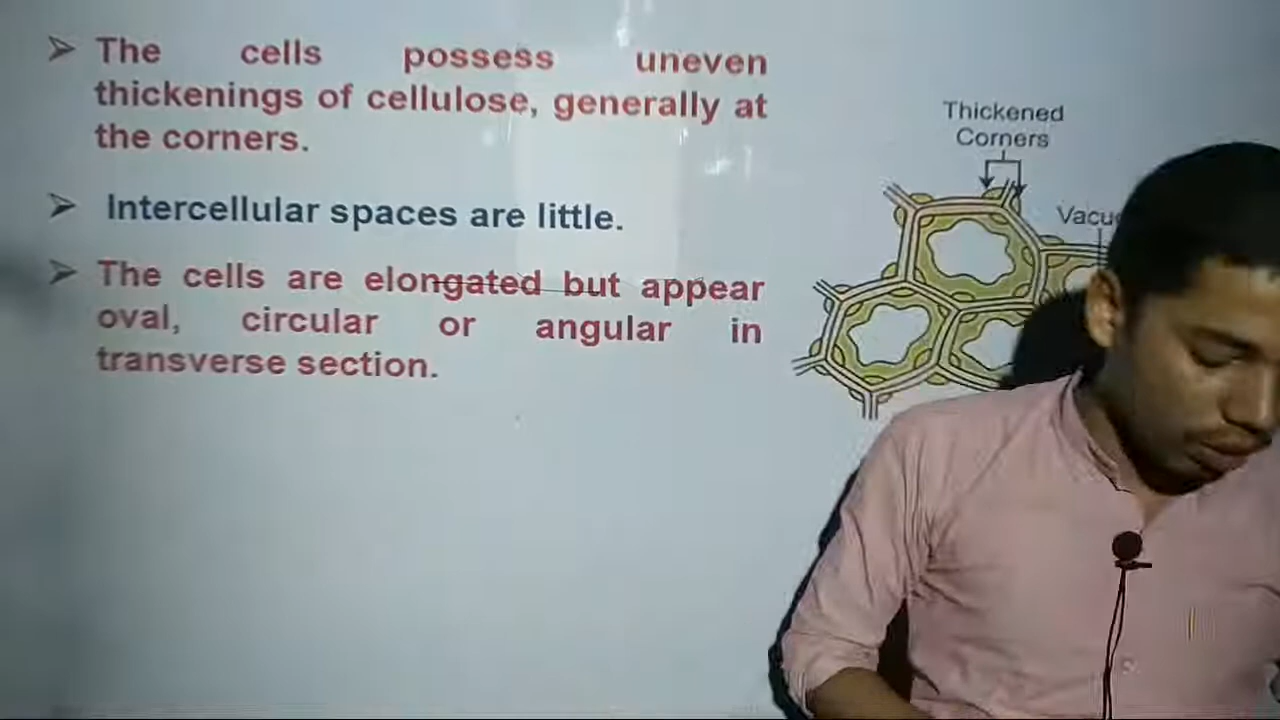 ➢ The cells possess uneven
thickenings of cellulose, generally at
the corners.
➢ Intercellular spaces are little.
➢ The cells are elongated but appear
oval, circular or angular in
transverse section.
Thickened
Corners